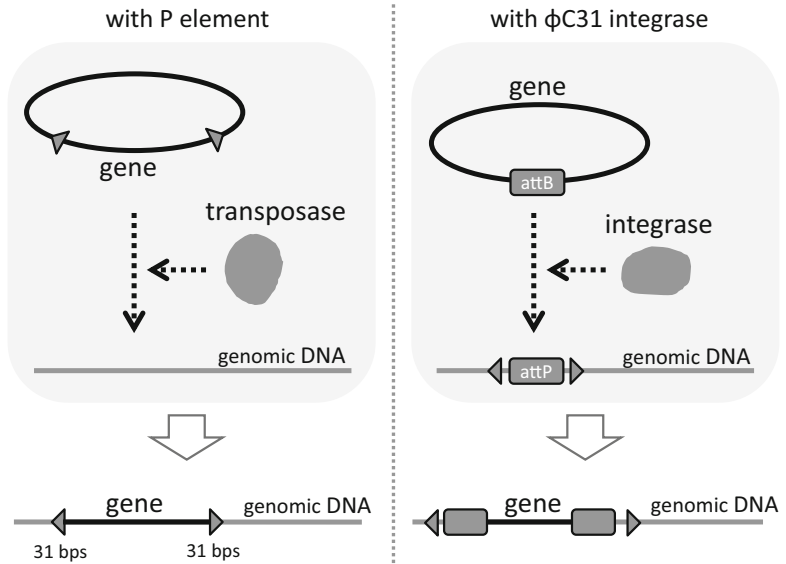 with P element
gene
transposase
genomic DNA
gene
genomic DNA
31 bps
31 bps
with ϕC31 integrase
gene
attB
integrase
genomic DNA
attP
gene
genomic DNA